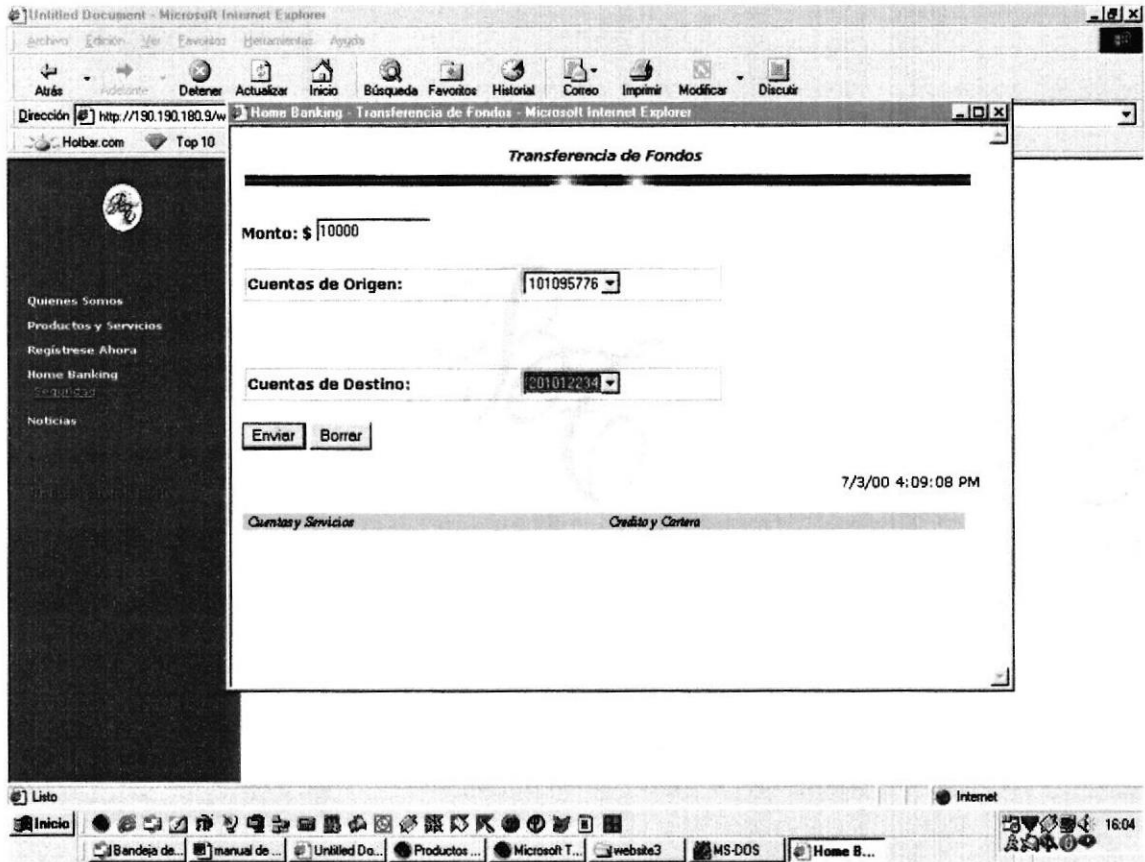 Untitled Document - Microsoft Internet Explorer
Archivo Edición Ver Favoritos Herramientas Ayuda
Atrás Adelante Detener Actualizar Inicio Búsqueda Favoritos Historial Correo Imprimir Modificar Discutir
Dirección http://190.190.180.9/w
Hotbar.com Top 10
Home Banking - Transferencia de Fondos - Microsoft Internet Explorer
Transferencia de Fondos
Monto: $ 10000
Cuentas de Origen: 101095776
Cuentas de Destino: 201012234
Enviar Borrar
7/3/00 4:09:08 PM
Cuentas y Servicios Credito y Cartera
Quienes Somos
Productos y Servicios
Regístrese Ahora
Home Banking
Seguridad
Noticias
Listo Internet
Inicio 16:04
Bandeja de... manual de ... Untitled Do... Productos ... Microsoft T... website3 MS-DOS Home B...